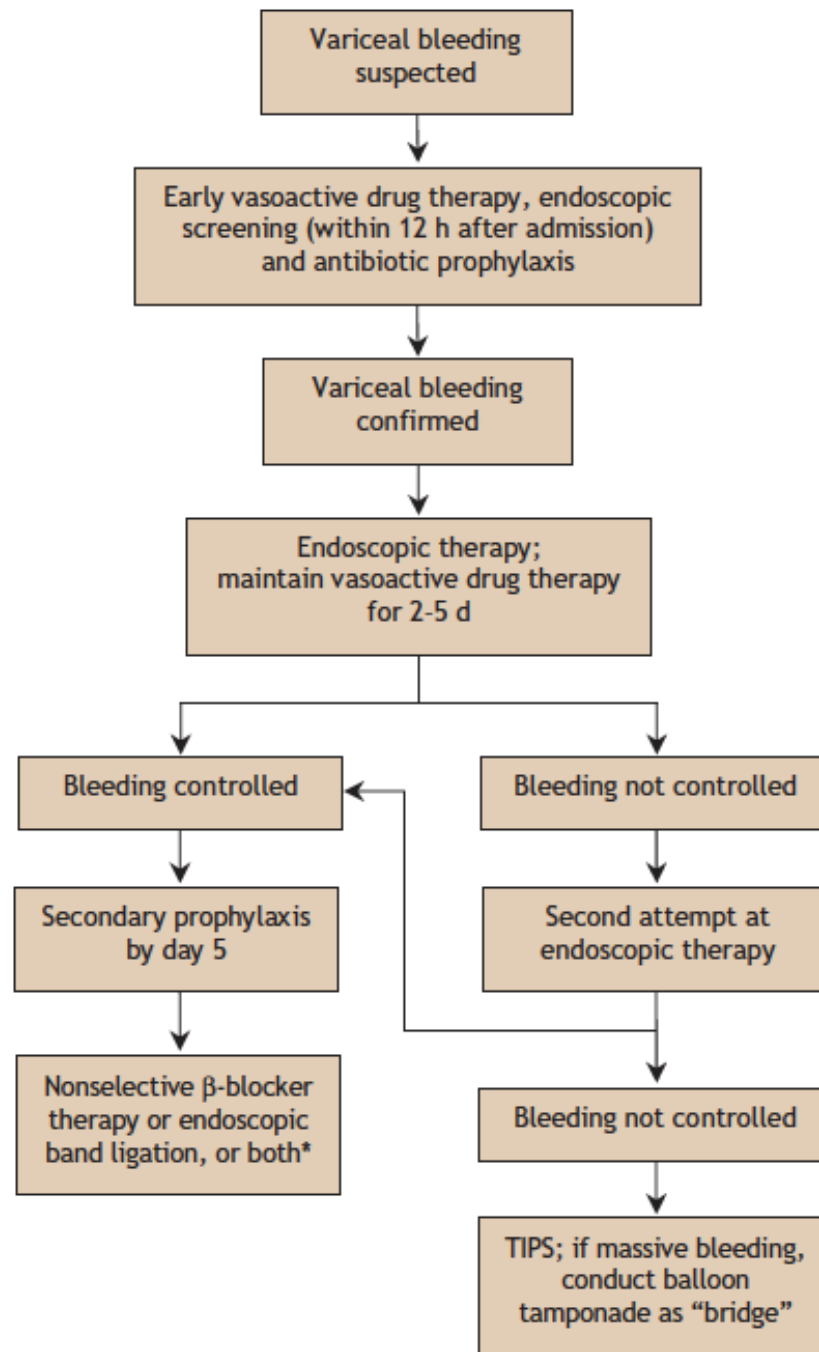 Variceal bleeding
suspected
Early vasoactive drug therapy, endoscopic
screening (within 12 h after admission)
and antibiotic prophylaxis
Variceal bleeding
confirmed
Endoscopic therapy;
maintain vasoactive drug therapy
for 2-5 d
Bleeding controlled
Bleeding not controlled
Secondary prophylaxis
by day 5
Second attempt at
endoscopic therapy
Nonselective β-blocker
therapy or endoscopic
band ligation, or both*
Bleeding not controlled
TIPS; if massive bleeding,
conduct balloon
tamponade as “bridge”